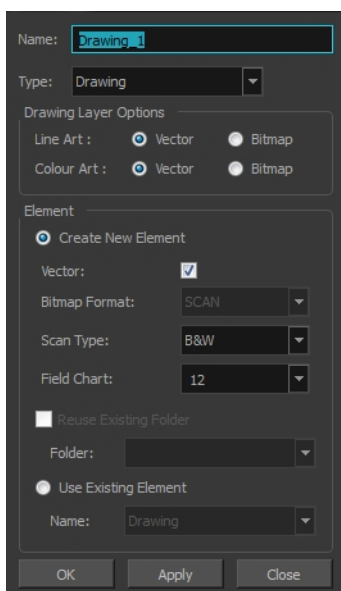 Name: Drawing_1
Type: Drawing
Drawing Layer Options
Line Art : Vector Bitmap
Colour Art : Vector Bitmap
Element
Create New Element
Vector:
Bitmap Format: SCAN
Scan Type: B&W
Field Chart: 12
Reuse Existing Folder
Folder:
Use Existing Element
Name: Drawing
OK Apply Close